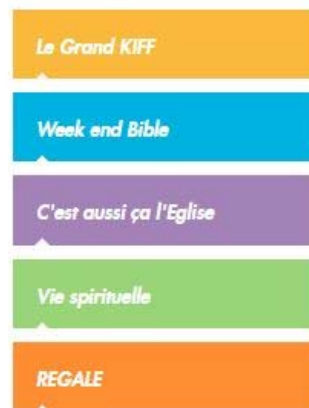 Le Grand KIFF
Week end Bible
C'est aussi ça l'Eglise
Vie spirituelle
REGALE